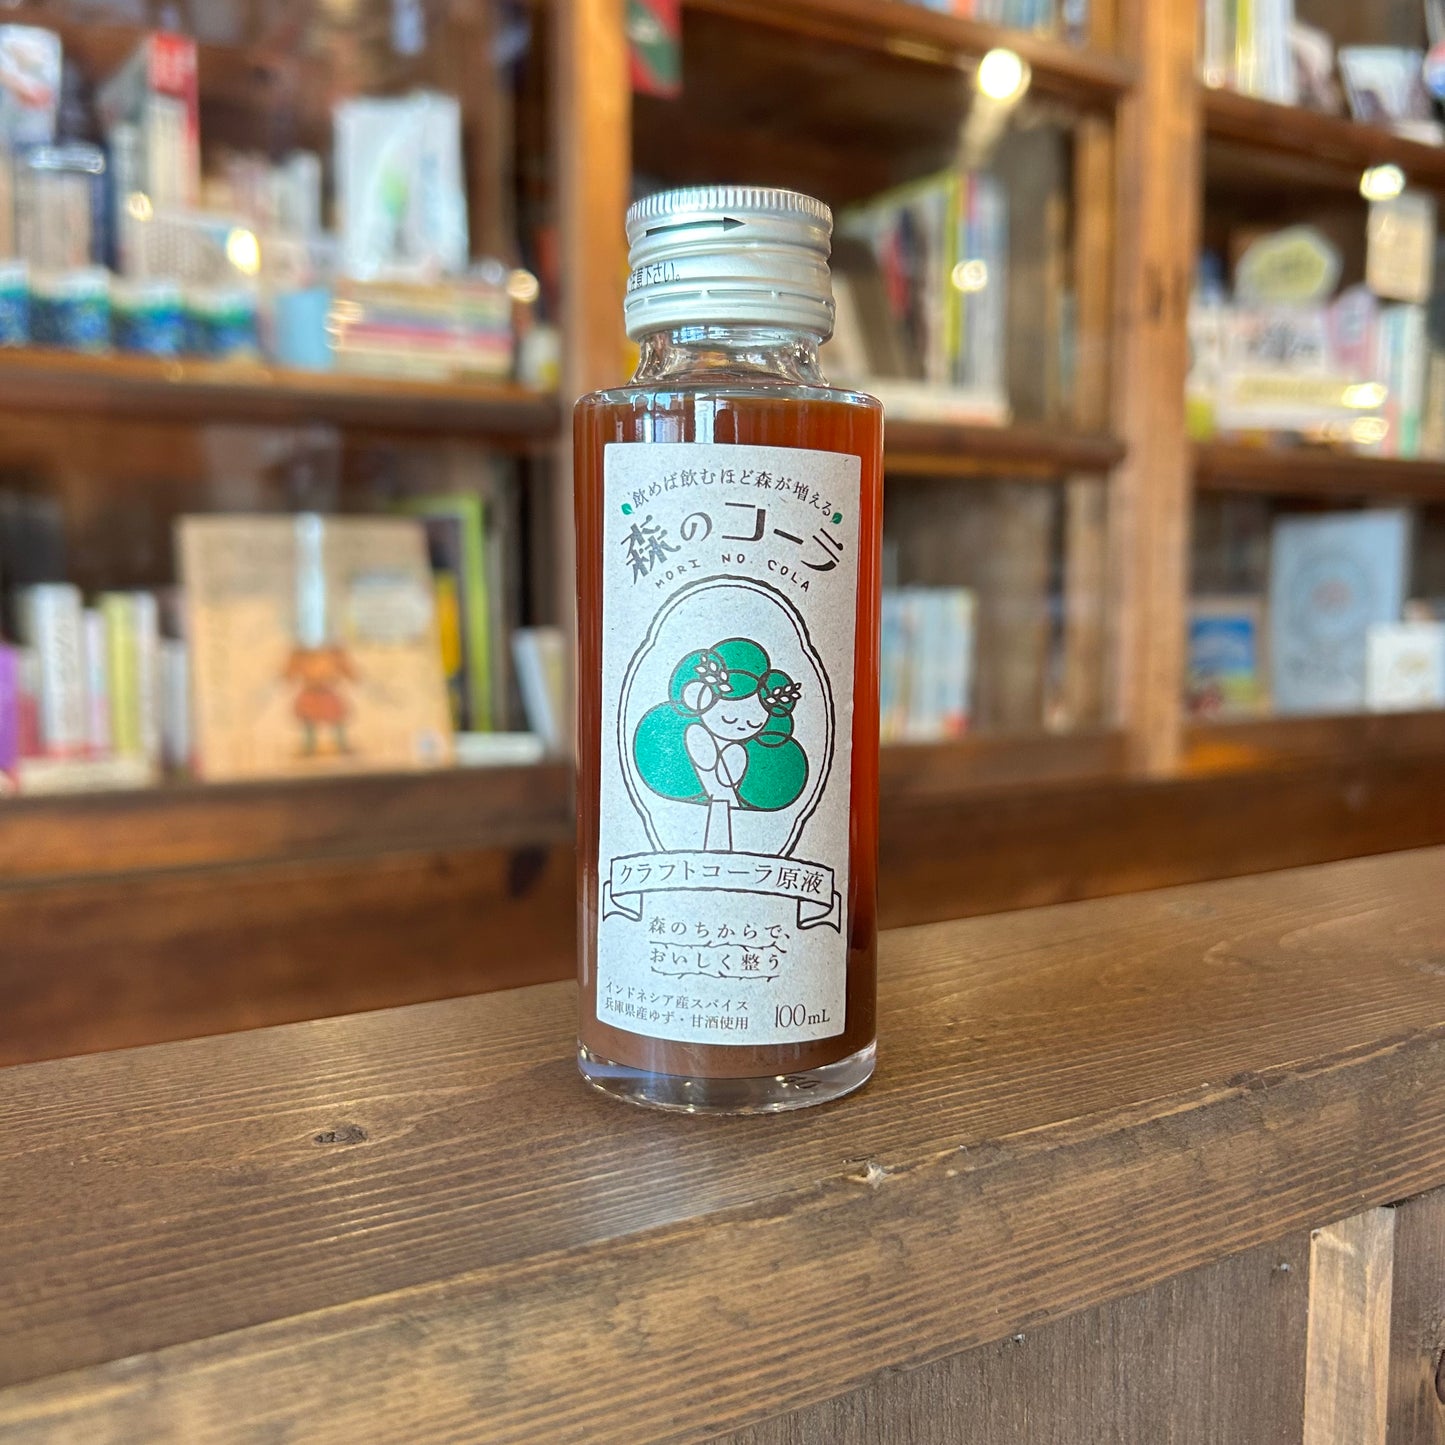 飲めば飲むほど森が増える
森のコーラ
MORI NO COLA
クラフトコーラ原液
森のちからで、
おいしく整う
インドネシア産スパイス
兵庫県産ゆず・甘酒使用
100mL